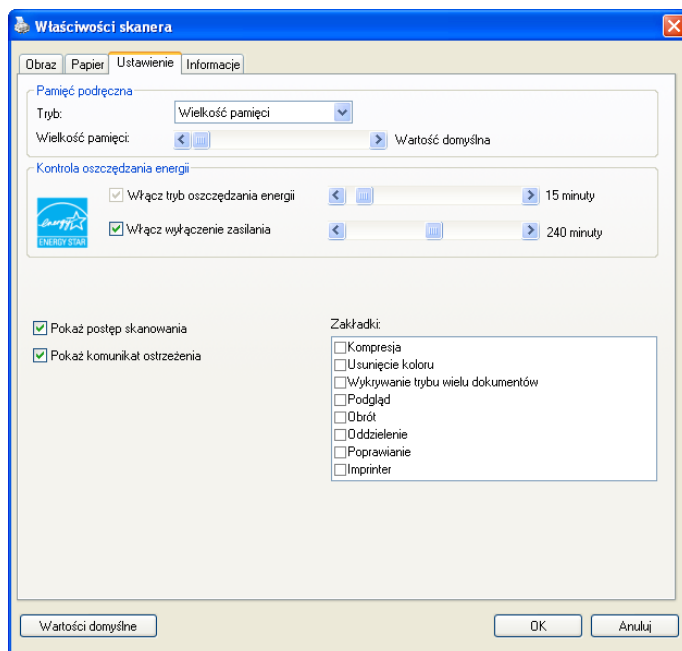 Właściwości skanera
Obraz Papier Ustawienie Informacje
Pamięć podręczna
Tryb: Wielkość pamięci
Wielkość pamięci: Wartość domyślna
Kontrola oszczędzania energii
Włącz tryb oszczędzania energii 15 minuty
Włącz wyłączenie zasilania 240 minuty
energy
ENERGY STAR
Pokaż postęp skanowania
Pokaż komunikat ostrzeżenia
Zakładki:
Kompresja
Usunięcie koloru
Wykrywanie trybu wielu dokumentów
Podgląd
Obrót
Oddzielenie
Poprawianie
Imprinter
Wartości domyślne OK Anuluj